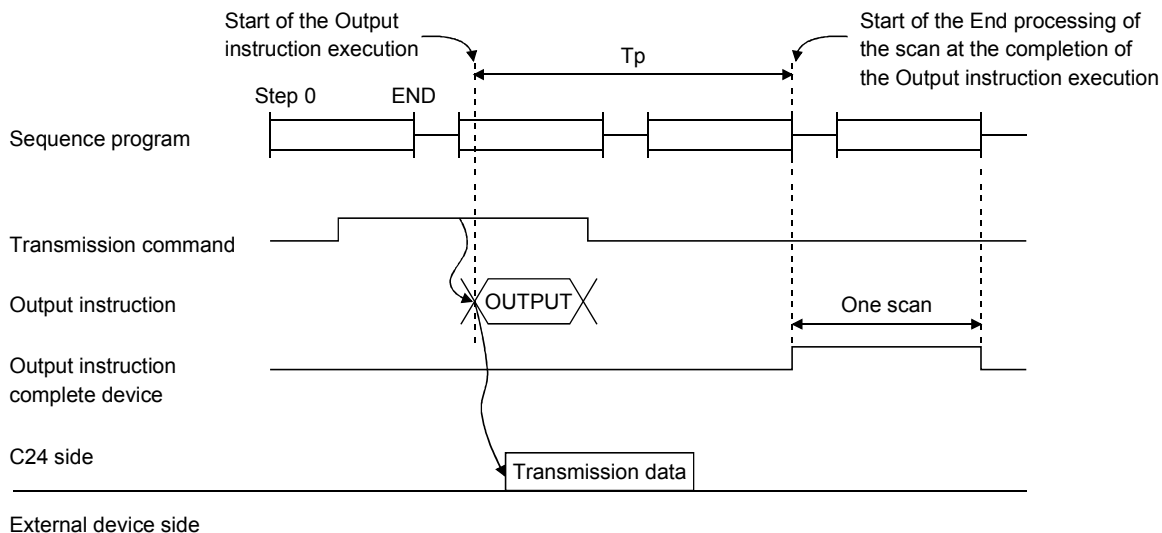 Start of the Output
instruction execution
Start of the End processing of
the scan at the completion of
the Output instruction execution
Tp
Step 0
END
Sequence program
Transmission command
Output instruction
OUTPUT
One scan
Output instruction
complete device
C24 side
Transmission data
External device side